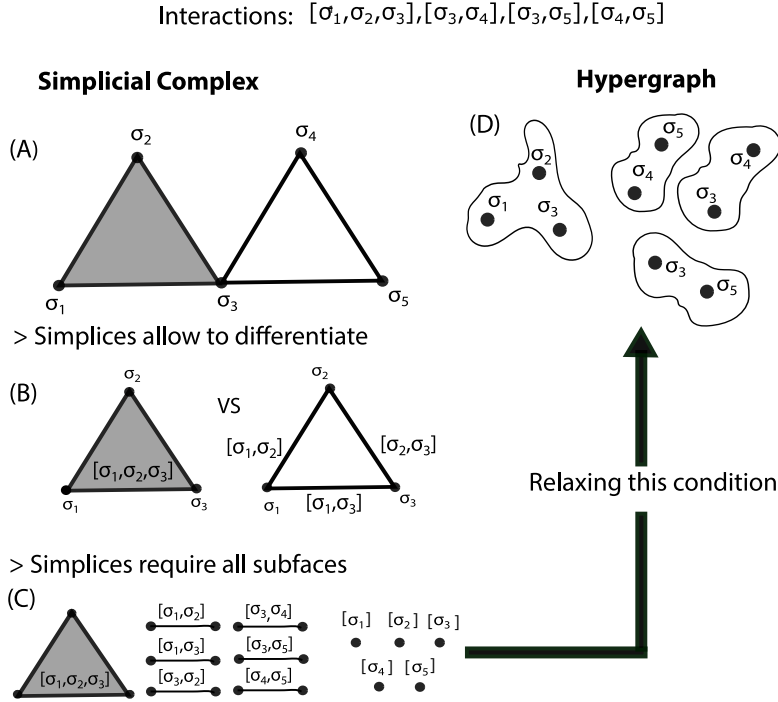 Interactions: [σ₁,σ₂,σ₃],[σ₃,σ₄],[σ₃,σ₅],[σ₄,σ₅]
Simplicial Complex
Hypergraph
(A)
σ₂
σ₄
σ₁
σ₃
σ₅
(D)
σ₂
σ₁
σ₃
σ₅
σ₄
σ₄
σ₃
σ₃
σ₅
> Simplices allow to differentiate
(B)
σ₂
[σ₁,σ₂,σ₃]
σ₁
σ₃
VS
σ₂
[σ₁,σ₂]
[σ₂,σ₃]
σ₁
[σ₁,σ₃]
σ₃
Relaxing this condition
> Simplices require all subfaces
(C)
[σ₁,σ₂,σ₃]
[σ₁,σ₂]
[σ₃,σ₄]
[σ₁,σ₃]
[σ₃,σ₅]
[σ₃,σ₂]
[σ₄,σ₅]
[σ₁]
[σ₂]
[σ₃]
[σ₄]
[σ₅]